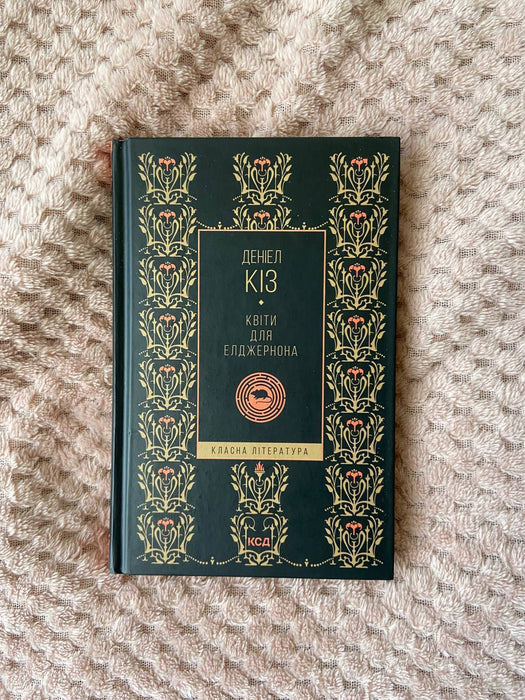 ДЕНІЕЛ
КІЗ
КВІТИ
ДЛЯ
ЕЛДЖЕРНОНА
КЛАСНА ЛІТЕРАТУРА
КСД